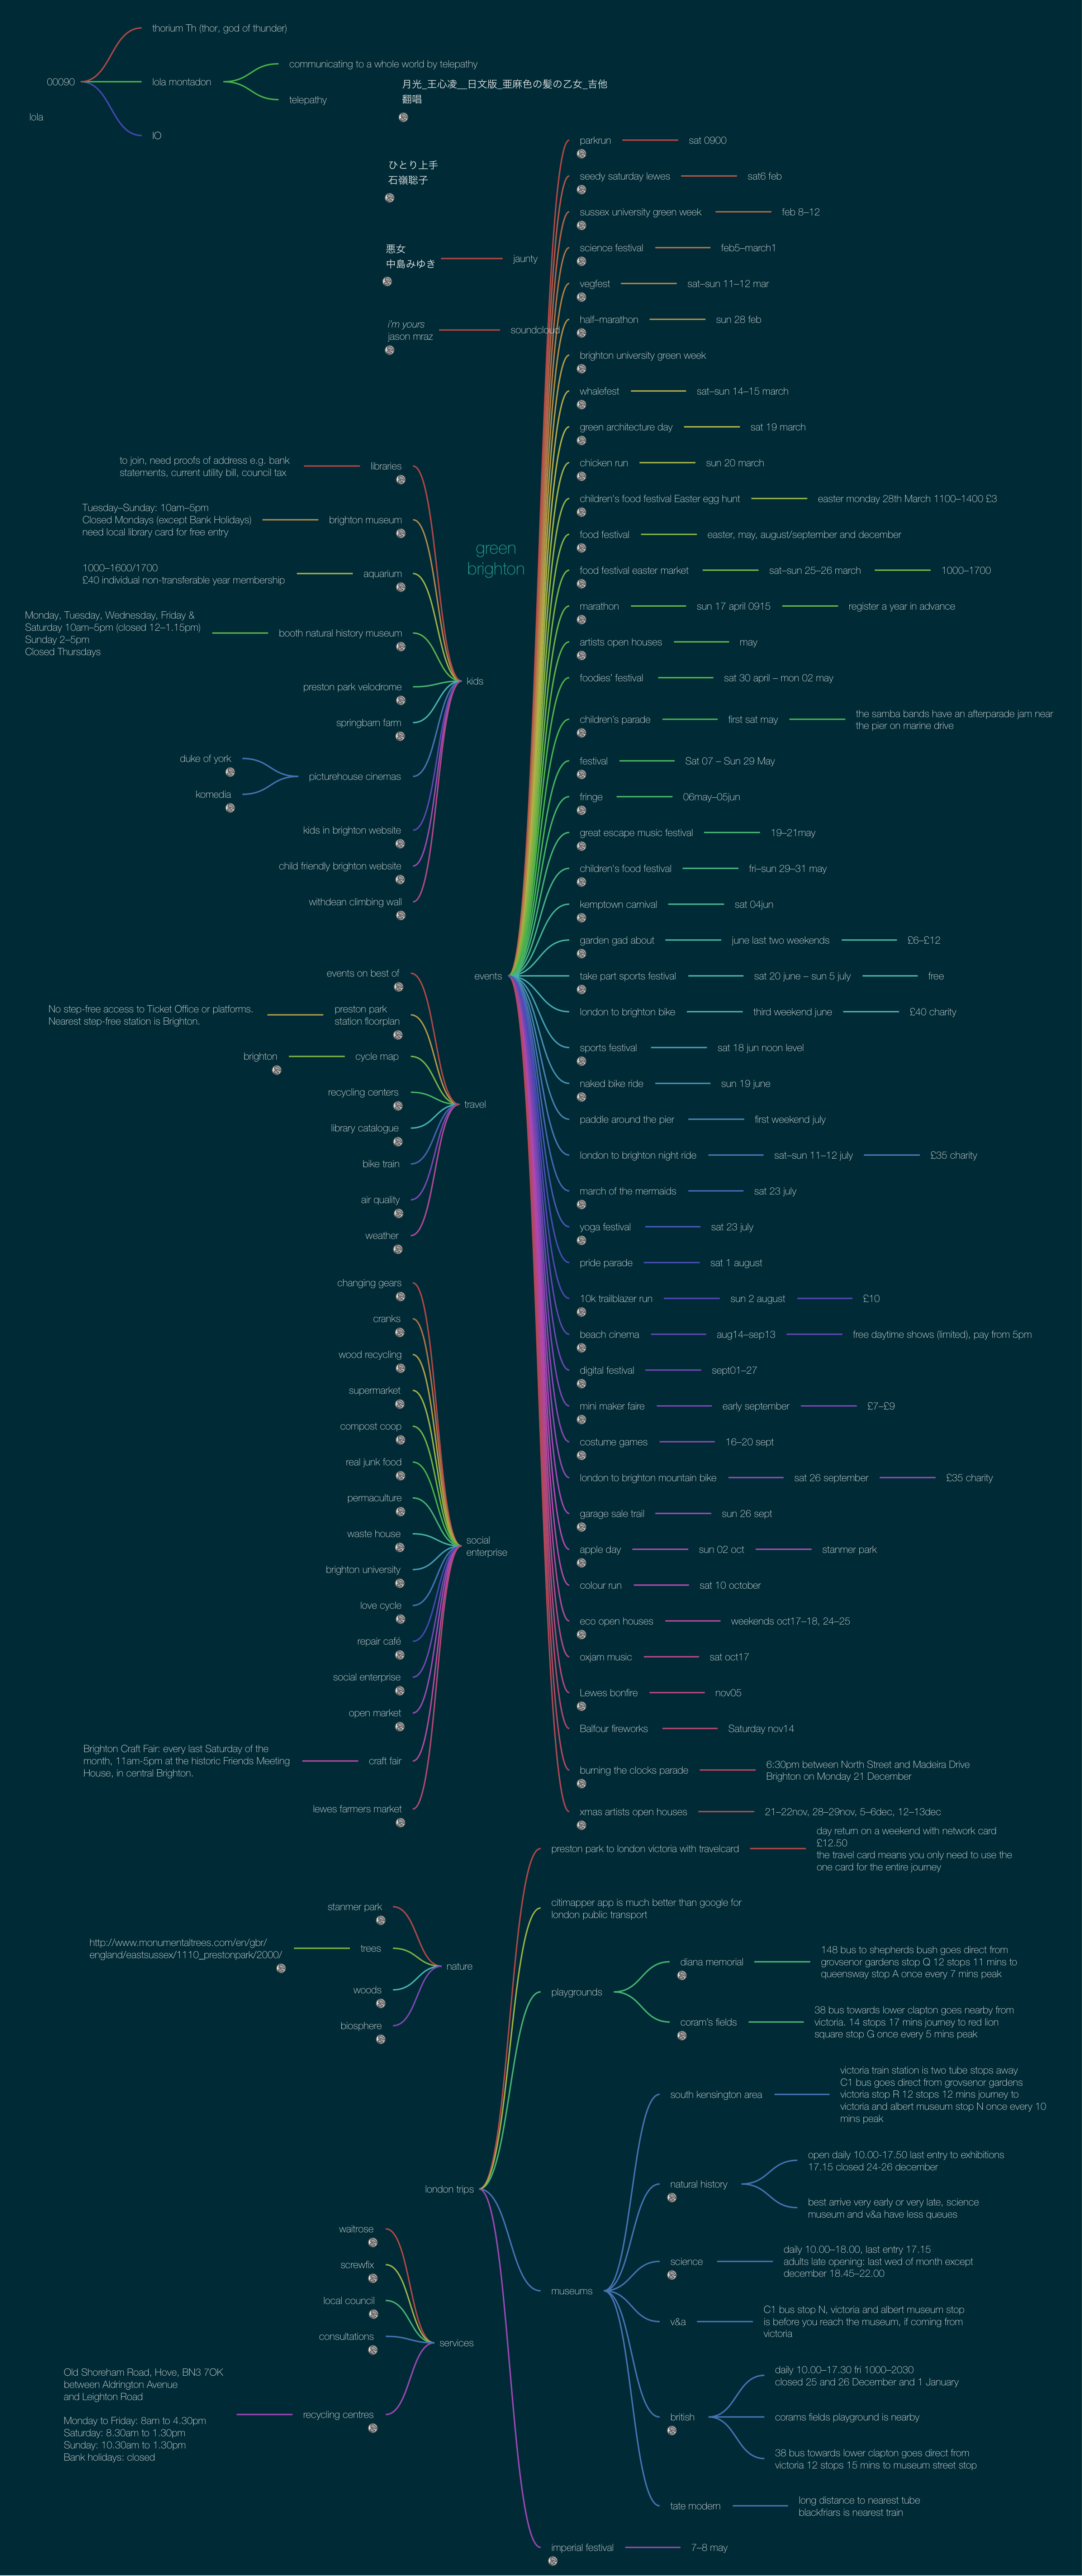 thorium Th (thor, god of thunder)
00090
lola montadon
communicating to a whole world by telepathy
telepathy
lola
IO
月光_王心凌__日文版_亜麻色の髪の乙女_吉他
翻唱
ひとり上手
石嶺聡子
悪女
中島みゆき
jaunty
i'm yours
jason mraz
soundcloud
green
brighton
kids
libraries
to join, need proofs of address e.g. bank
statements, current utility bill, council tax
brighton museum
Tuesday–Sunday: 10am–5pm
Closed Mondays (except Bank Holidays)
need local library card for free entry
aquarium
1000–1600/1700
£40 individual non-transferable year membership
booth natural history museum
Monday, Tuesday, Wednesday, Friday &
Saturday 10am–5pm (closed 12–1.15pm)
Sunday 2–5pm
Closed Thursdays
preston park velodrome
springbarn farm
picturehouse cinemas
duke of york
komedia
kids in brighton website
child friendly brighton website
withdean climbing wall
travel
events on best of
preston park
station floorplan
No step-free access to Ticket Office or platforms.
Nearest step-free station is Brighton.
cycle map
brighton
recycling centers
library catalogue
bike train
air quality
weather
social
enterprise
changing gears
cranks
wood recycling
supermarket
compost coop
real junk food
permaculture
waste house
brighton university
love cycle
repair café
social enterprise
open market
craft fair
Brighton Craft Fair: every last Saturday of the
month, 11am-5pm at the historic Friends Meeting
House, in central Brighton.
lewes farmers market
nature
stanmer park
trees
http://www.monumentaltrees.com/en/gbr/
england/eastsussex/1110_prestonpark/2000/
woods
biosphere
services
waitrose
screwfix
local council
consultations
recycling centres
Old Shoreham Road, Hove, BN3 7OK
between Aldrington Avenue
and Leighton Road
Monday to Friday: 8am to 4.30pm
Saturday: 8.30am to 1.30pm
Sunday: 10.30am to 1.30pm
Bank holidays: closed
events
parkrun
sat 0900
seedy saturday lewes
sat6 feb
sussex university green week
feb 8–12
science festival
feb5–march1
vegfest
sat–sun 11–12 mar
half–marathon
sun 28 feb
brighton university green week
whalefest
sat–sun 14–15 march
green architecture day
sat 19 march
chicken run
sun 20 march
children's food festival Easter egg hunt
easter monday 28th March 1100–1400 £3
food festival
easter, may, august/september and december
food festival easter market
sat–sun 25–26 march
1000–1700
marathon
sun 17 april 0915
register a year in advance
artists open houses
may
foodies' festival
sat 30 april – mon 02 may
children's parade
first sat may
the samba bands have an afterparade jam near
the pier on marine drive
festival
Sat 07 – Sun 29 May
fringe
06may–05jun
great escape music festival
19–21may
children's food festival
fri–sun 29–31 may
kemptown carnival
sat 04jun
garden gad about
june last two weekends
£6–£12
take part sports festival
sat 20 june – sun 5 july
free
london to brighton bike
third weekend june
£40 charity
sports festival
sat 18 jun noon level
naked bike ride
sun 19 june
paddle around the pier
first weekend july
london to brighton night ride
sat–sun 11–12 july
£35 charity
march of the mermaids
sat 23 july
yoga festival
sat 23 july
pride parade
sat 1 august
10k trailblazer run
sun 2 august
£10
beach cinema
aug14–sep13
free daytime shows (limited), pay from 5pm
digital festival
sept01–27
mini maker faire
early september
£7–£9
costume games
16–20 sept
london to brighton mountain bike
sat 26 september
£35 charity
garage sale trail
sun 26 sept
apple day
sun 02 oct
stanmer park
colour run
sat 10 october
eco open houses
weekends oct17–18, 24–25
oxjam music
sat oct17
Lewes bonfire
nov05
Balfour fireworks
Saturday nov14
burning the clocks parade
6:30pm between North Street and Madeira Drive
Brighton on Monday 21 December
xmas artists open houses
21–22nov, 28–29nov, 5–6dec, 12–13dec
london trips
preston park to london victoria with travelcard
day return on a weekend with network card
£12.50
the travel card means you only need to use the
one card for the entire journey
citimapper app is much better than google for
london public transport
playgrounds
diana memorial
148 bus to shepherds bush goes direct from
grovsenor gardens stop Q 12 stops 11 mins to
queensway stop A once every 7 mins peak
coram's fields
38 bus towards lower clapton goes nearby from
victoria. 14 stops 17 mins journey to red lion
square stop G once every 5 mins peak
museums
south kensington area
victoria train station is two tube stops away
C1 bus goes direct from grovsenor gardens
victoria stop R 12 stops 12 mins journey to
victoria and albert museum stop N once every 10
mins peak
natural history
open daily 10.00-17.50 last entry to exhibitions
17.15 closed 24-26 december
best arrive very early or very late, science
museum and v&a have less queues
science
daily 10.00–18.00, last entry 17.15
adults late opening: last wed of month except
december 18.45–22.00
v&a
C1 bus stop N, victoria and albert museum stop
is before you reach the museum, if coming from
victoria
british
daily 10.00–17.30 fri 1000–2030
closed 25 and 26 December and 1 January
corams fields playground is nearby
38 bus towards lower clapton goes direct from
victoria 12 stops 15 mins to museum street stop
tate modern
long distance to nearest tube
blackfriars is nearest train
imperial festival
7–8 may